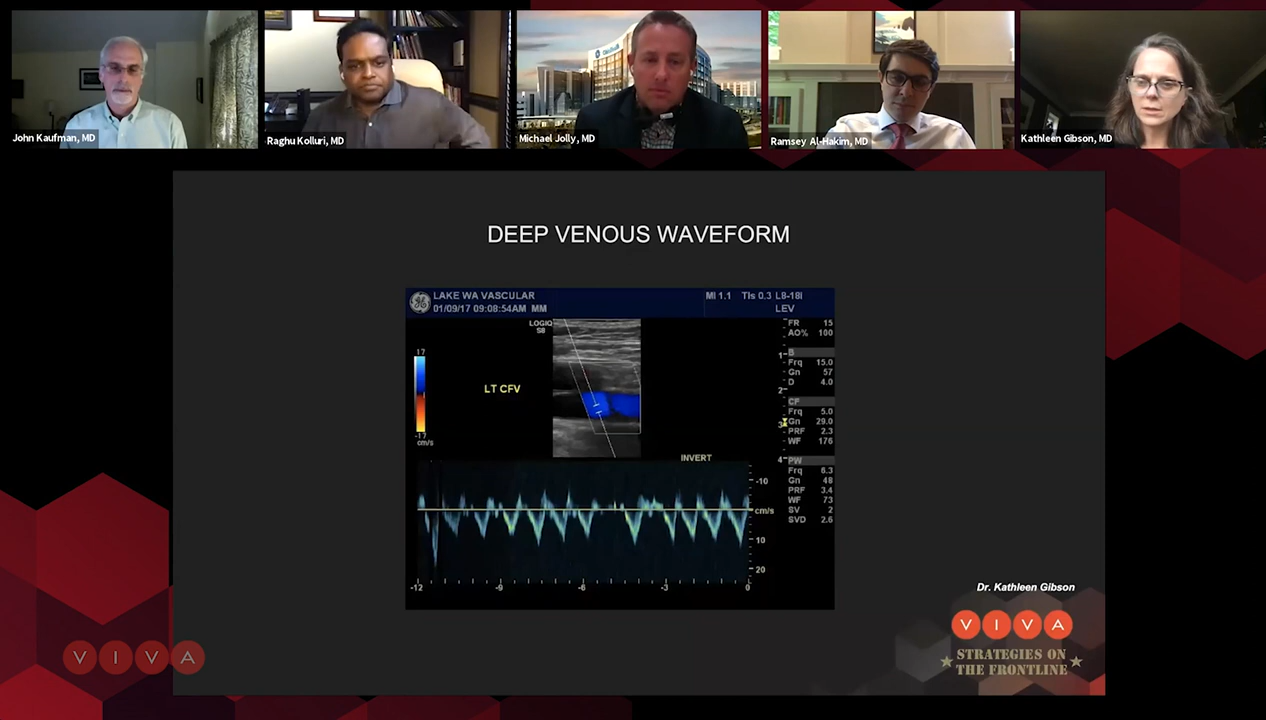 John Kaufman, MD
Raghu Kolluri, MD
Michael Jolly, MD
Ramsey Al-Hakim, MD
Kathleen Gibson, MD
DEEP VENOUS WAVEFORM
LAKE WA VASCULAR
MI 1.1 TIs 0.3 L8-18i
01/09/17 09:08:54AM MM
LEV
LOGIQ
S8
FR 15
AO% 100
17
-17
cm/s
LT CFV
1
2
3
4
B
Frq 15.0
Gn 57
D 4.0
CF
Frq 5.0
Gn 29.0
PRF 2.3
WF 176
PW
Frq 6.3
Gn 48
PRF 3.4
WF 73
SV 2
SVD 2.6
INVERT
-10
cm/s
10
20
-12 -9 -6 -3 0
Dr. Kathleen Gibson
VIVA
STRATEGIES ON
THE FRONTLINE
VIVA